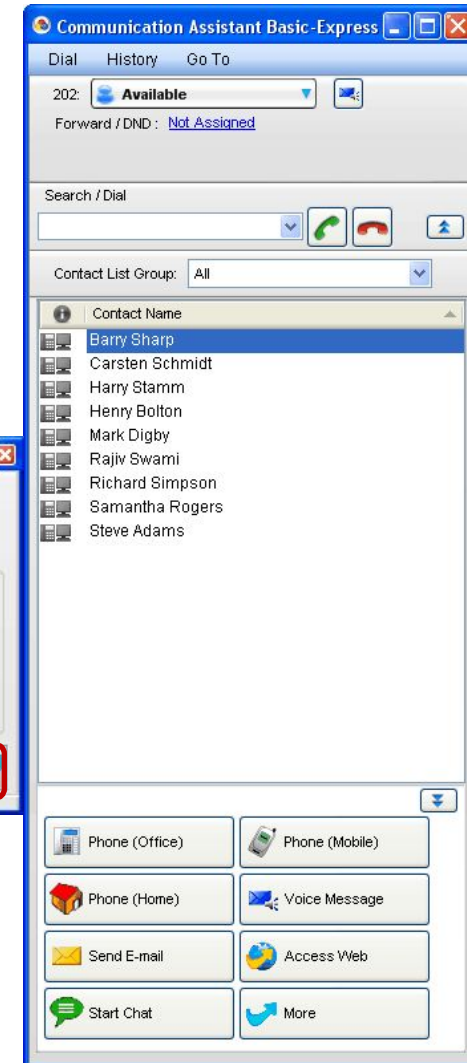 Communication Assistant Basic-Express
Dial History Go To
202: Available
Forward / DND : Not Assigned
Search / Dial
Contact List Group: All
Contact Name
Barry Sharp
Carsten Schmidt
Harry Stamm
Henry Bolton
Mark Digby
Rajiv Swami
Richard Simpson
Samantha Rogers
Steve Adams
Phone (Office) Phone (Mobile)
Phone (Home) Voice Message
Send E-mail Access Web
Start Chat More